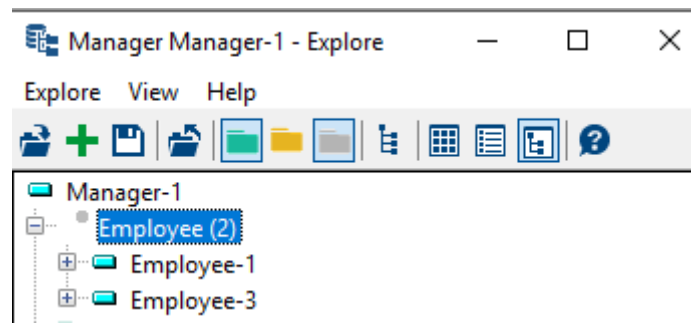 Manager Manager-1 - Explore
Explore View Help
Manager-1
Employee (2)
Employee-1
Employee-3